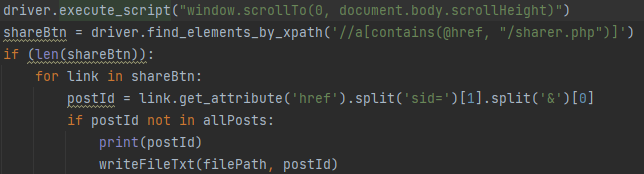 driver.execute_script("window.scrollTo(0, document.body.scrollHeight)")
shareBtn = driver.find_elements_by_xpath('//a[contains(@href, "/sharer.php")]')
if (len(shareBtn)):
    for link in shareBtn:
        postId = link.get_attribute('href').split('sid=')[1].split('&')[0]
        if postId not in allPosts:
            print(postId)
            writeFileTxt(filePath, postId)